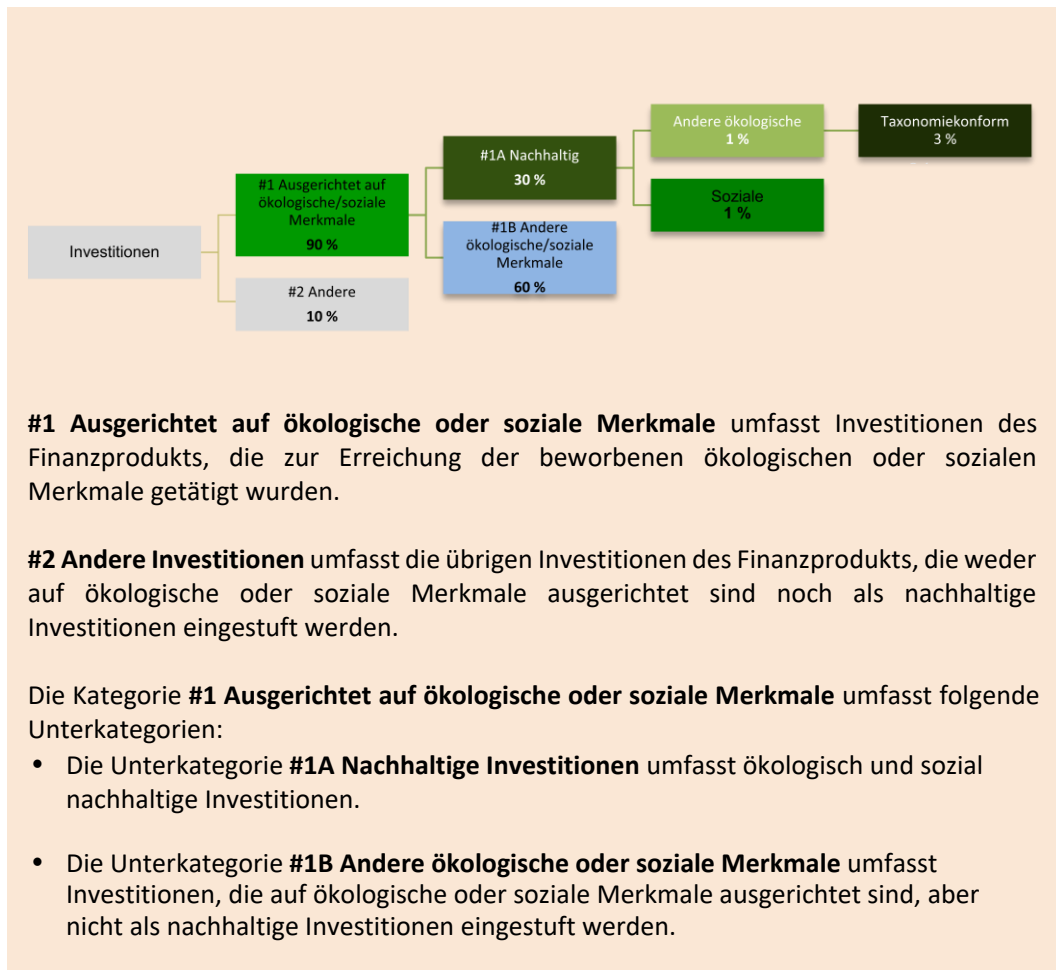 Investitionen
#1 Ausgerichtet auf
ökologische/soziale
Merkmale
90 %
#2 Andere
10 %
#1A Nachhaltig
30 %
#1B Andere
ökologische/soziale
Merkmale
60 %
Andere ökologische
1 %
Soziale
1 %
Taxonomiekonform
3 %
#1 Ausgerichtet auf ökologische oder soziale Merkmale umfasst Investitionen des
Finanzprodukts, die zur Erreichung der beworbenen ökologischen oder sozialen
Merkmale getätigt wurden.
#2 Andere Investitionen umfasst die übrigen Investitionen des Finanzprodukts, die weder
auf ökologische oder soziale Merkmale ausgerichtet sind noch als nachhaltige
Investitionen eingestuft werden.
Die Kategorie #1 Ausgerichtet auf ökologische oder soziale Merkmale umfasst folgende
Unterkategorien:
• Die Unterkategorie #1A Nachhaltige Investitionen umfasst ökologisch und sozial
nachhaltige Investitionen.
• Die Unterkategorie #1B Andere ökologische oder soziale Merkmale umfasst
Investitionen, die auf ökologische oder soziale Merkmale ausgerichtet sind, aber
nicht als nachhaltige Investitionen eingestuft werden.